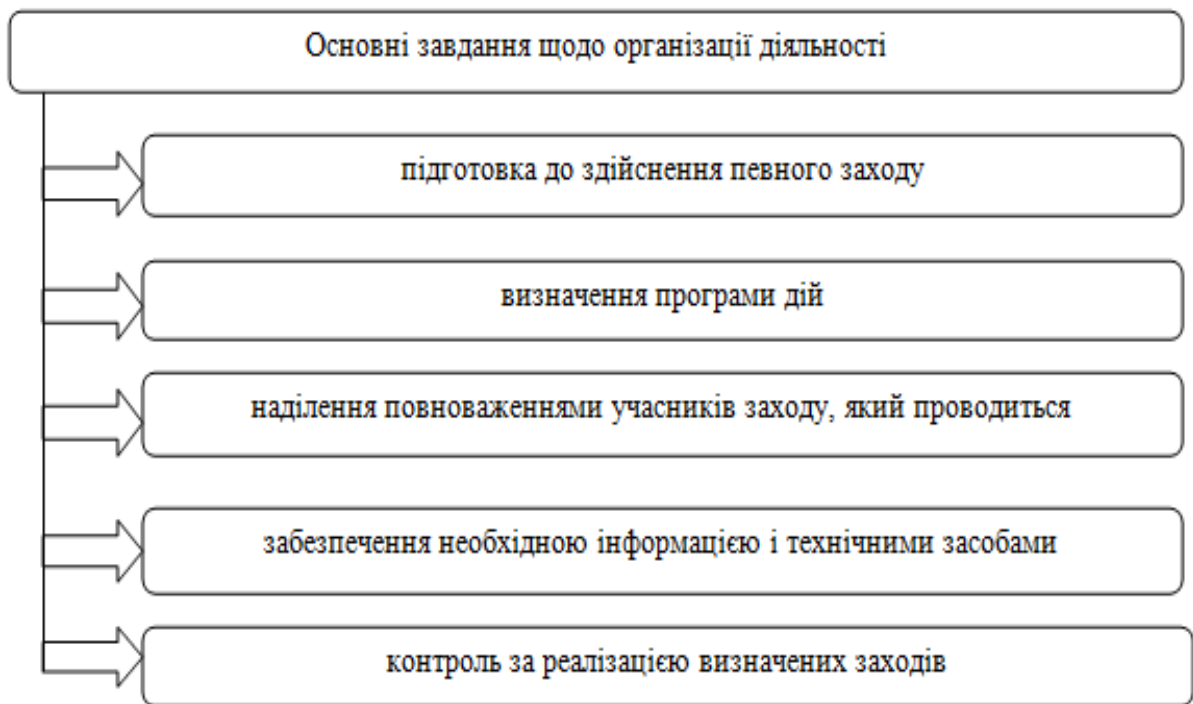 Основні завдання щодо організації діяльності
підготовка до здійснення певного заходу
визначення програми дій
наділення повноваженнями учасників заходу, який проводиться
забезпечення необхідною інформацією і технічними засобами
контроль за реалізацією визначених заходів